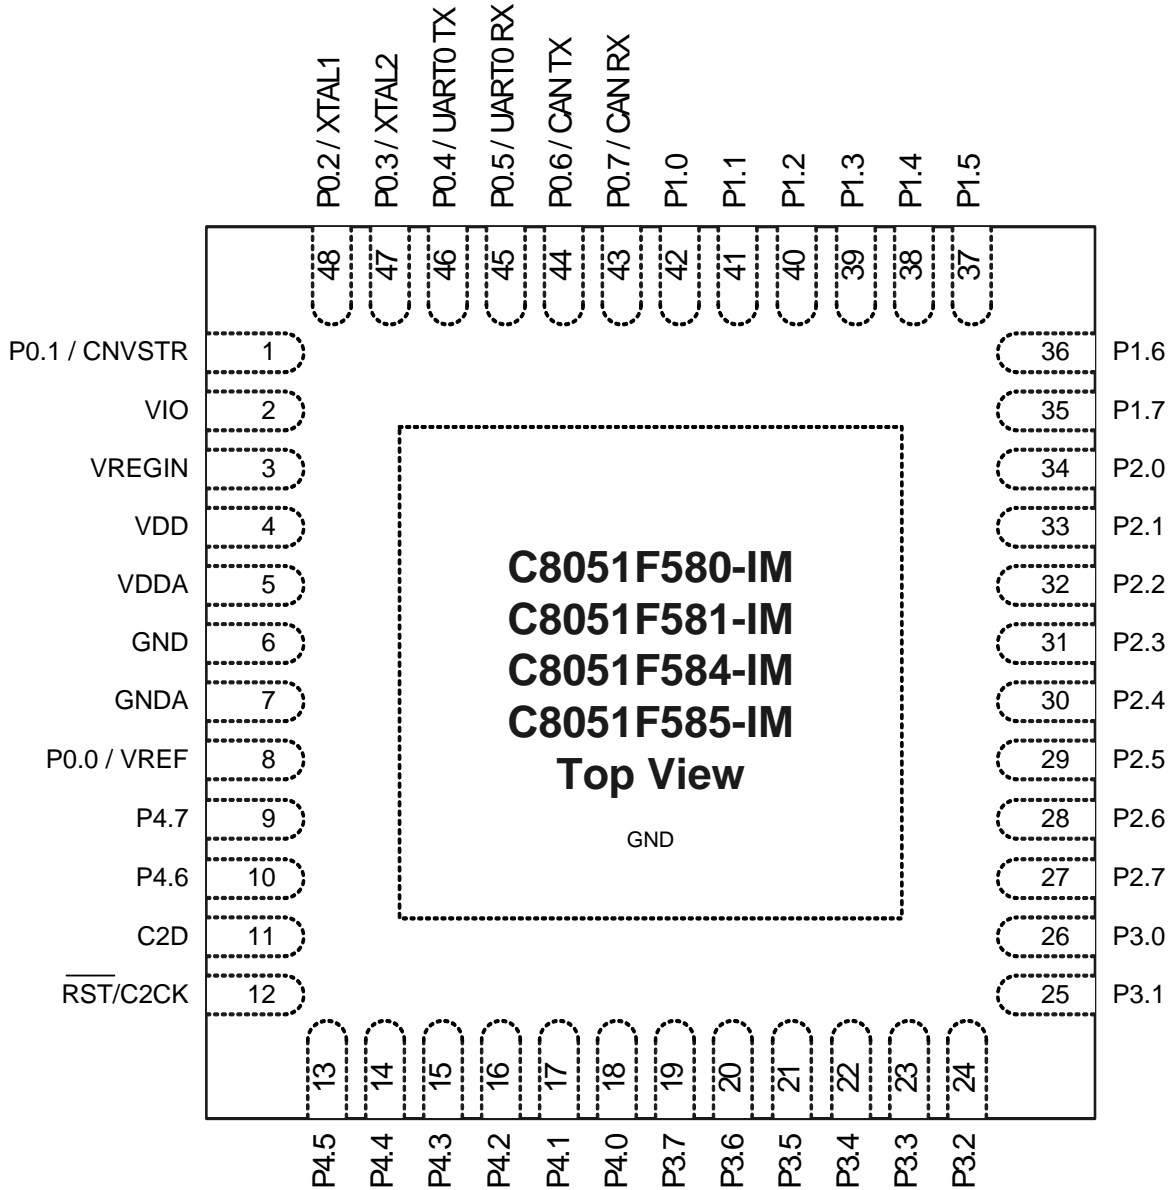 P0.2 / XTAL1
P0.3 / XTAL2
P0.4 / UART0 TX
P0.5 / UART0 RX
P0.6 / CAN TX
P0.7 / CAN RX
P1.0
P1.1
P1.2
P1.3
P1.4
P1.5
48
47
46
45
44
43
42
41
40
39
38
37
P0.1 / CNVSTR 1
VIO 2
VREGIN 3
VDD 4
VDDA 5
GND 6
GNDA 7
P0.0 / VREF 8
P4.7 9
P4.6 10
C2D 11
RST/C2CK 12
C8051F580-IM
C8051F581-IM
C8051F584-IM
C8051F585-IM
Top View
GND
36 P1.6
35 P1.7
34 P2.0
33 P2.1
32 P2.2
31 P2.3
30 P2.4
29 P2.5
28 P2.6
27 P2.7
26 P3.0
25 P3.1
13
14
15
16
17
18
19
20
21
22
23
24
P4.5
P4.4
P4.3
P4.2
P4.1
P4.0
P3.7
P3.6
P3.5
P3.4
P3.3
P3.2